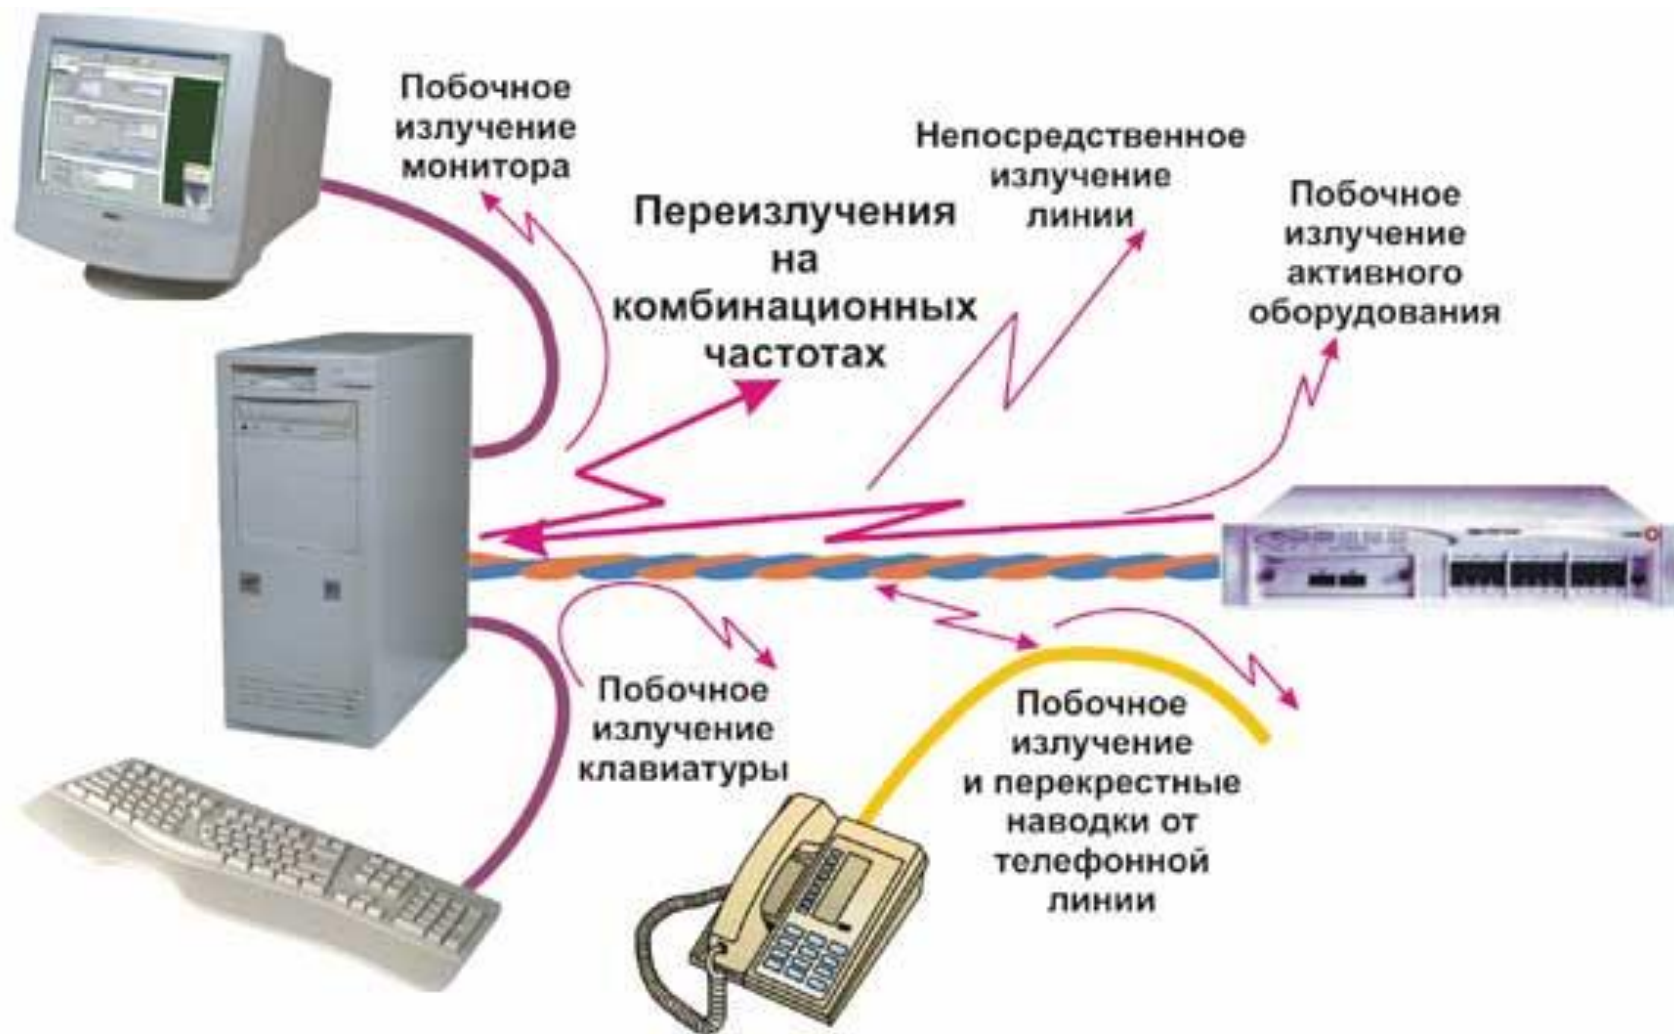 Побочное
излучение
монитора
Переизлучения
на
комбинационных
частотах
Непосредственное
излучение
линии
Побочное
излучение
активного
оборудования
Побочное
излучение
клавиатуры
Побочное
излучение
и перекрестные
наводки от
телефонной
линии